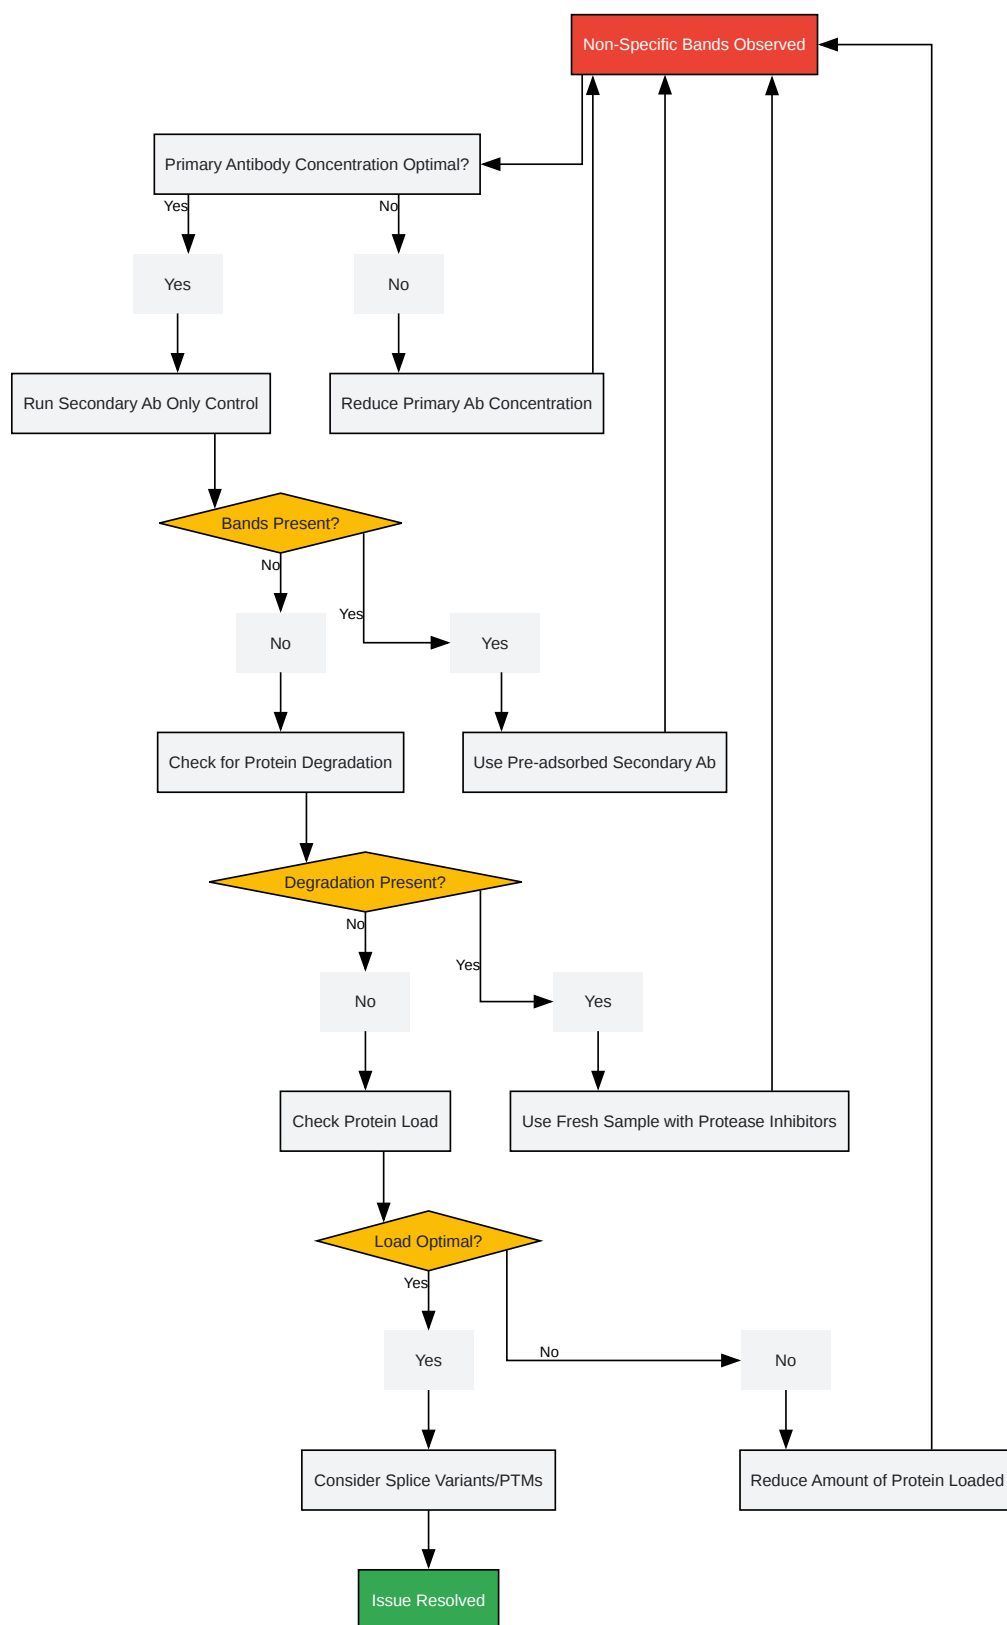 Non-Specific Bands Observed
Primary Antibody Concentration Optimal?
Yes
No
Yes
No
Run Secondary Ab Only Control
Reduce Primary Ab Concentration
Bands Present?
No
Yes
No
Yes
Check for Protein Degradation
Use Pre-adsorbed Secondary Ab
Degradation Present?
No
Yes
No
Yes
Check Protein Load
Use Fresh Sample with Protease Inhibitors
Load Optimal?
Yes
No
Yes
No
Consider Splice Variants/PTMs
Reduce Amount of Protein Loaded
Issue Resolved